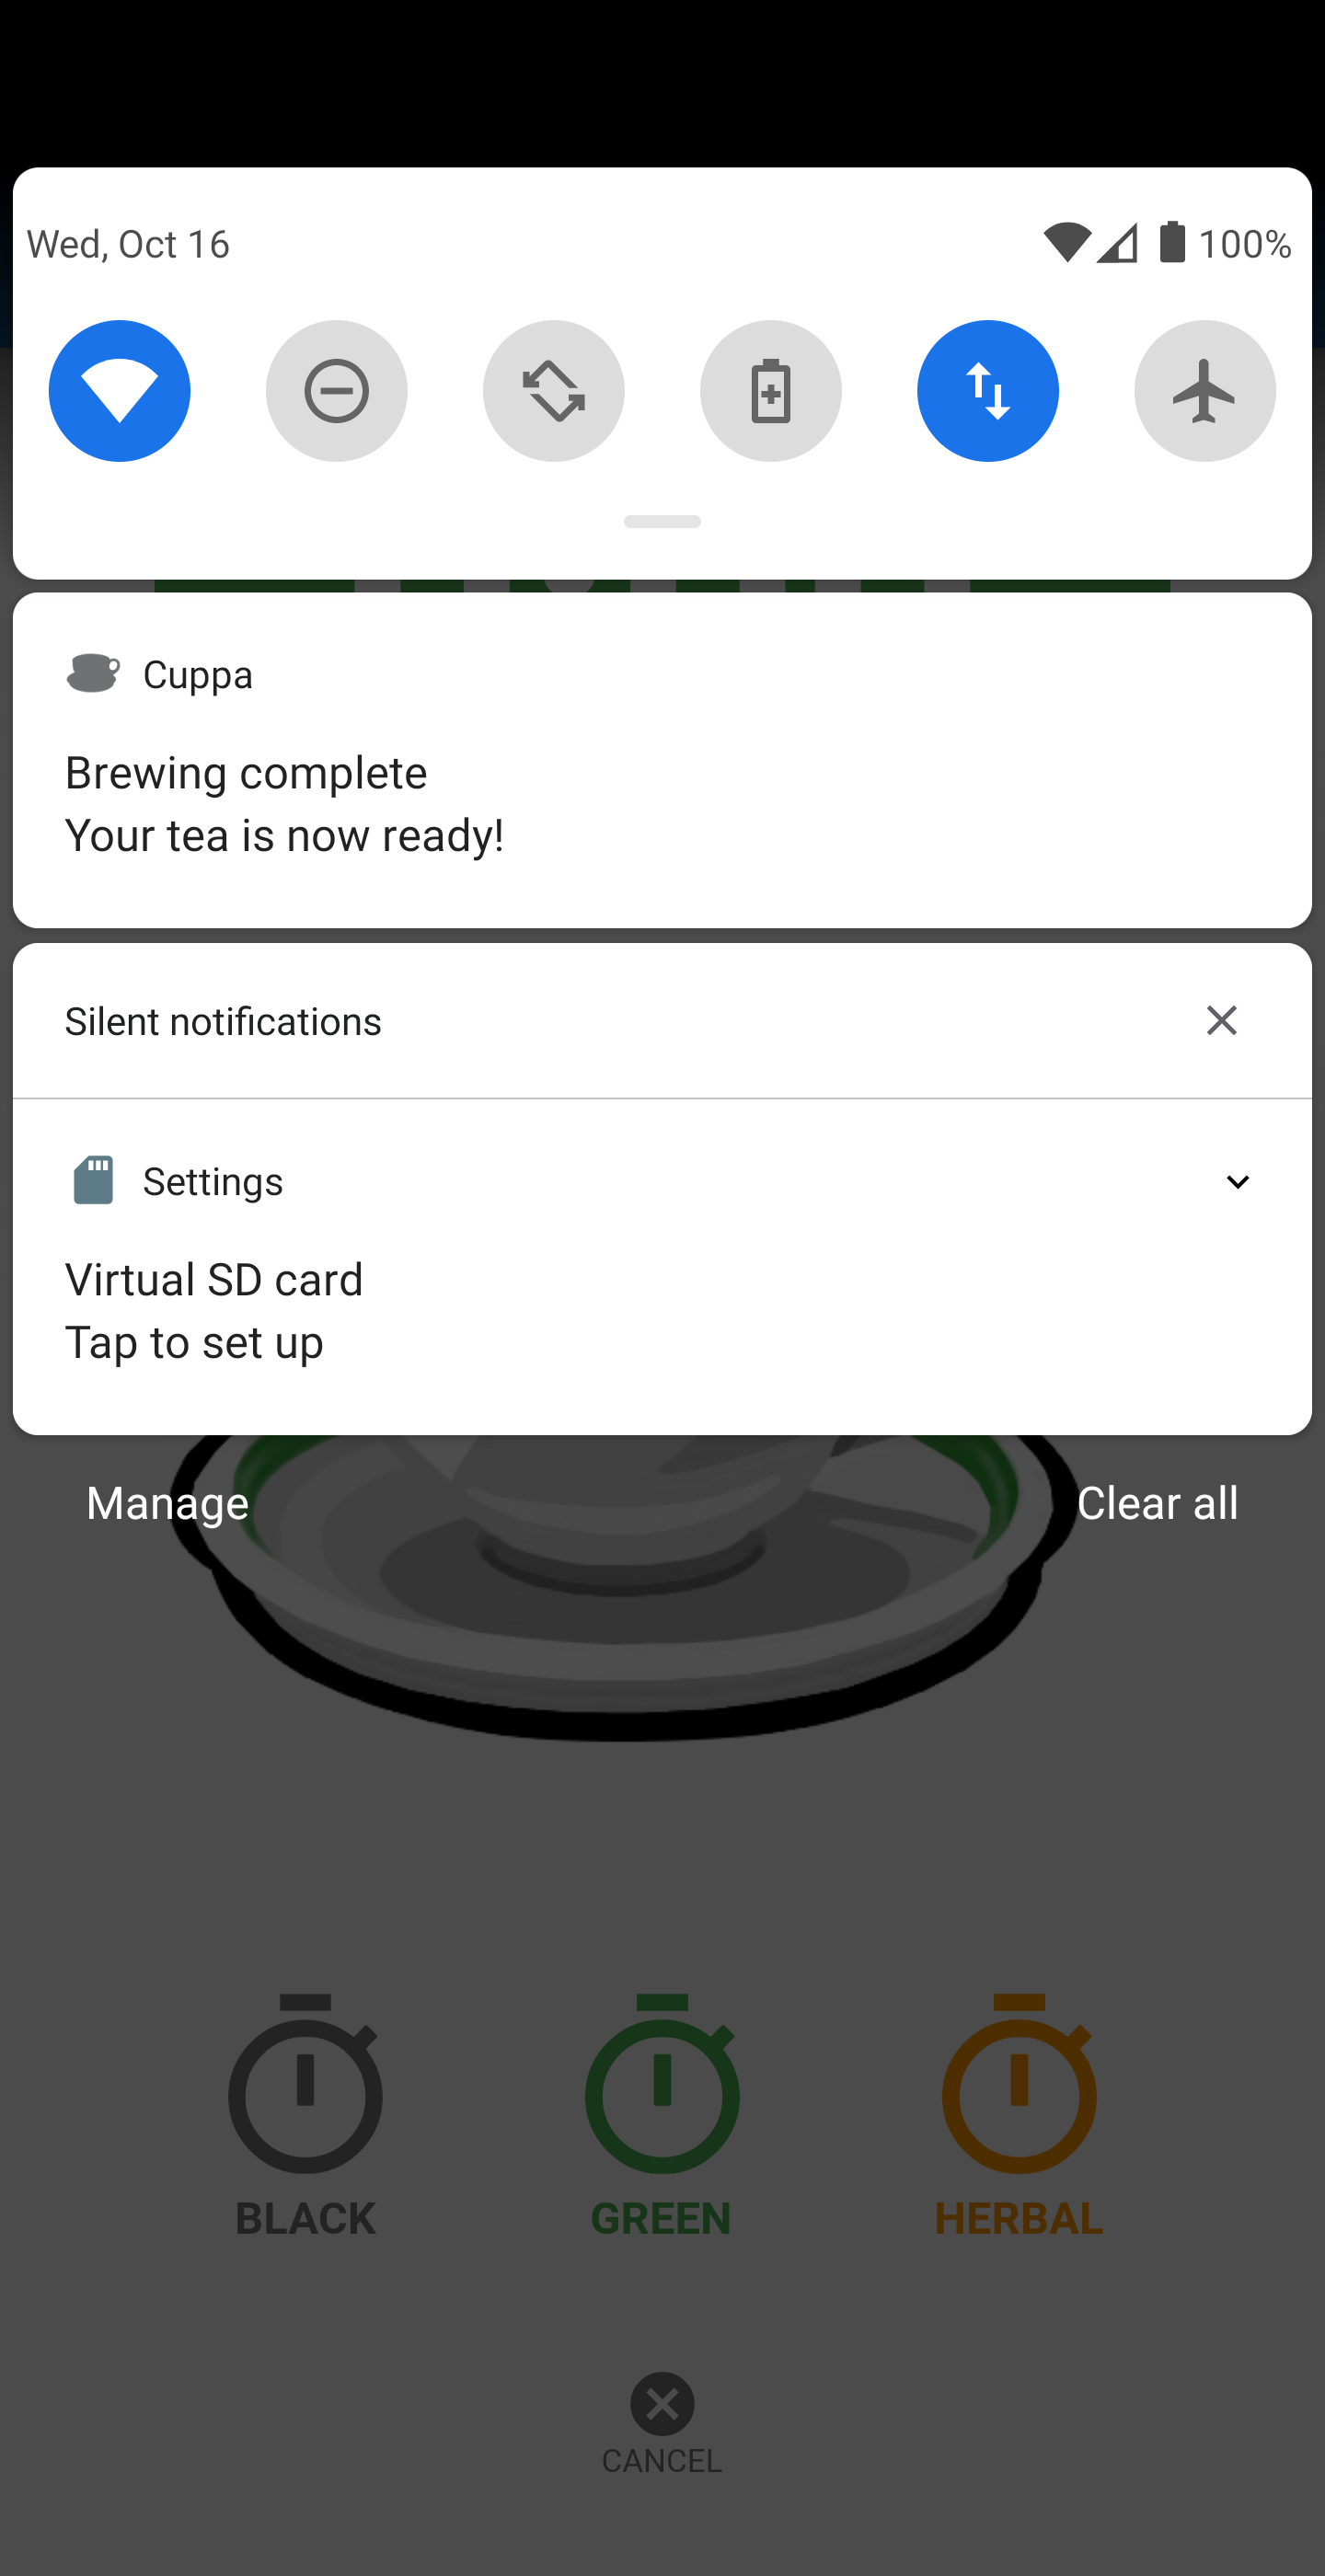 Wed, Oct 16 100%
Cuppa
Brewing complete
Your tea is now ready!
Silent notifications
Settings
Virtual SD card
Tap to set up
Manage Clear all
BLACK GREEN HERBAL
CANCEL